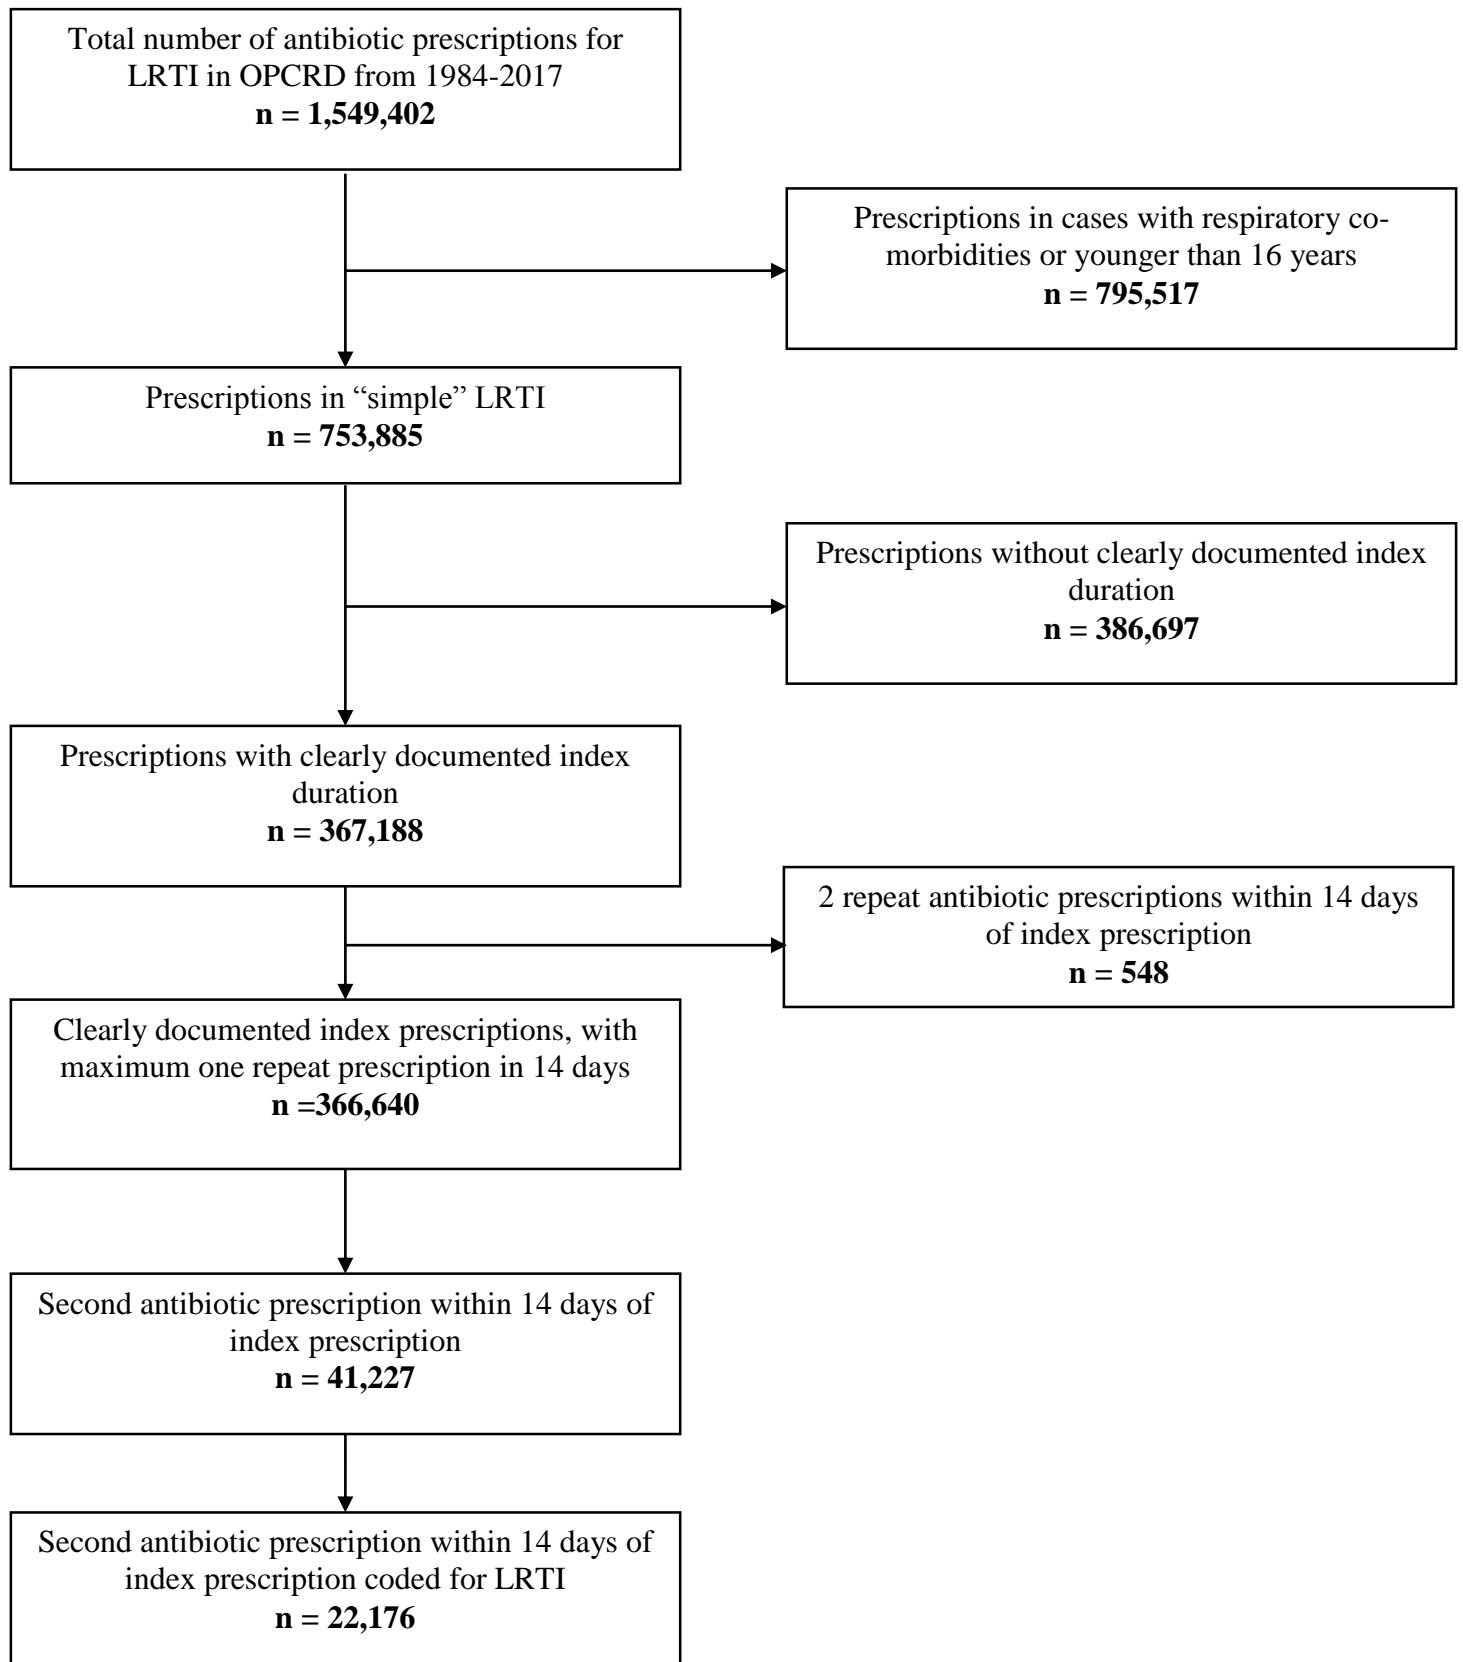 Total number of antibiotic prescriptions for
LRTI in OPCRD from 1984-2017
n = 1,549,402
Prescriptions in cases with respiratory co-
morbidities or younger than 16 years
n = 795,517
Prescriptions in “simple” LRTI
n = 753,885
Prescriptions without clearly documented index
duration
n = 386,697
Prescriptions with clearly documented index
duration
n = 367,188
2 repeat antibiotic prescriptions within 14 days
of index prescription
n = 548
Clearly documented index prescriptions, with
maximum one repeat prescription in 14 days
n =366,640
Second antibiotic prescription within 14 days of
index prescription
n = 41,227
Second antibiotic prescription within 14 days of
index prescription coded for LRTI
n = 22,176